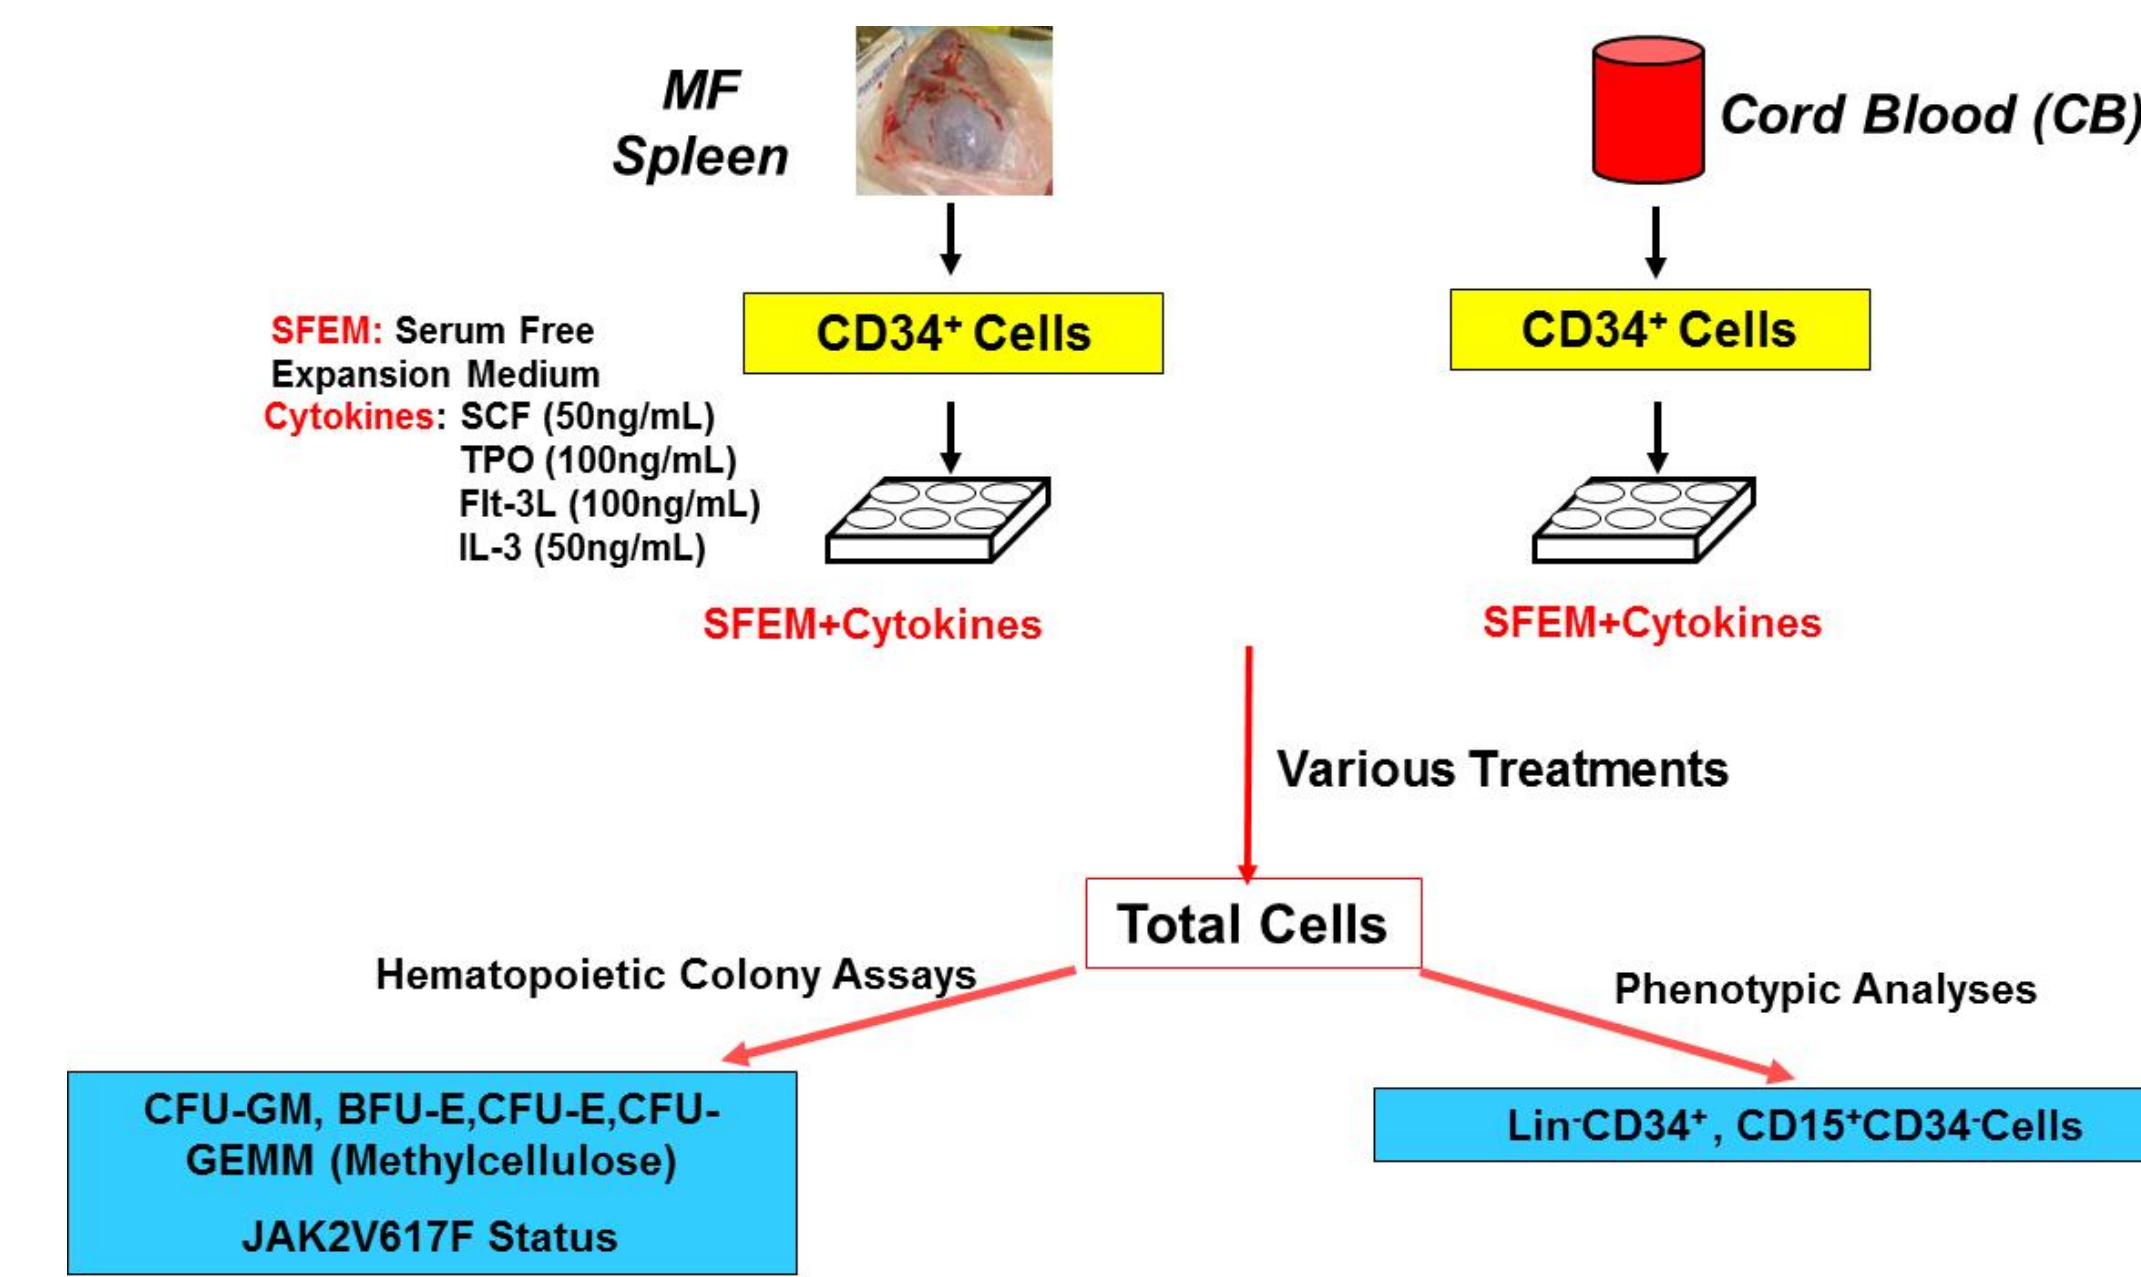 MF
Spleen
Cord Blood (CB)
CD34⁺ Cells
CD34⁺ Cells
SFEM: Serum Free
Expansion Medium
Cytokines: SCF (50ng/mL)
TPO (100ng/mL)
Flt-3L (100ng/mL)
IL-3 (50ng/mL)
SFEM+Cytokines
SFEM+Cytokines
Various Treatments
Total Cells
Hematopoietic Colony Assays
Phenotypic Analyses
CFU-GM, BFU-E,CFU-E,CFU-
GEMM (Methylcellulose)
JAK2V617F Status
Lin⁻CD34⁺, CD15⁺CD34⁻Cells